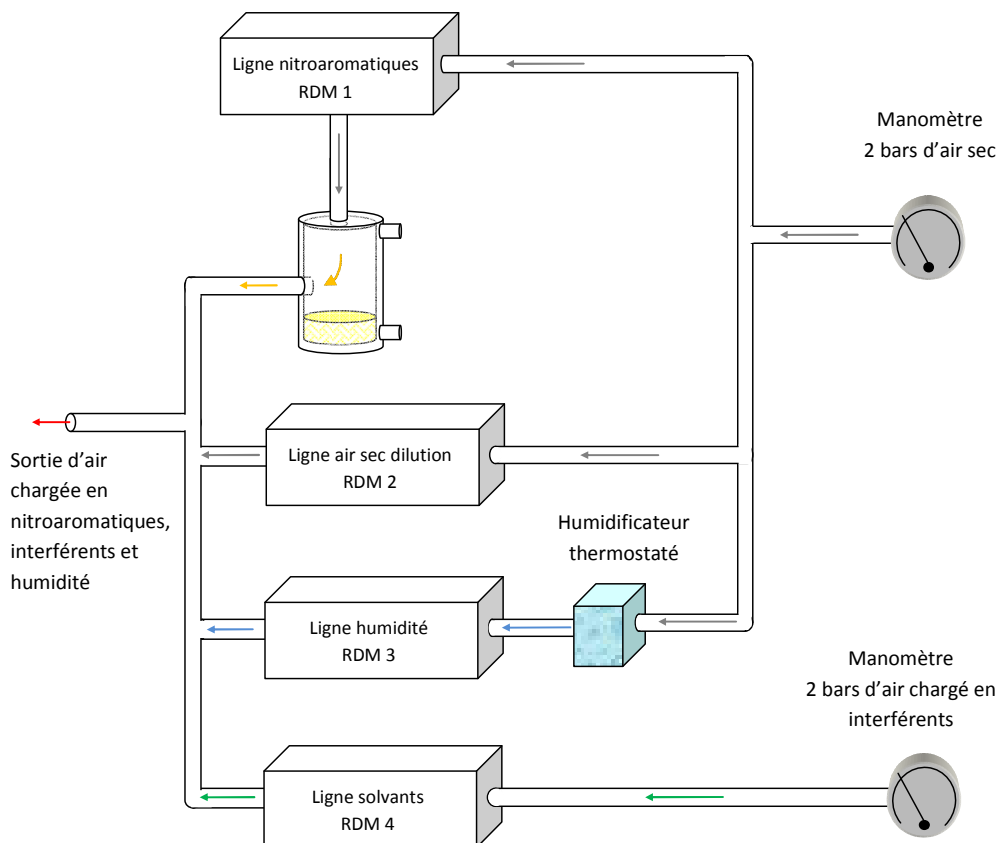 Ligne nitroaromatiques
RDM 1
Manomètre
2 bars d’air sec
Ligne air sec dilution
RDM 2
Sortie d’air
chargée en
nitroaromatiques,
interférents et
humidité
Humidificateur
thermostaté
Ligne humidité
RDM 3
Manomètre
2 bars d’air chargé en
interférents
Ligne solvants
RDM 4